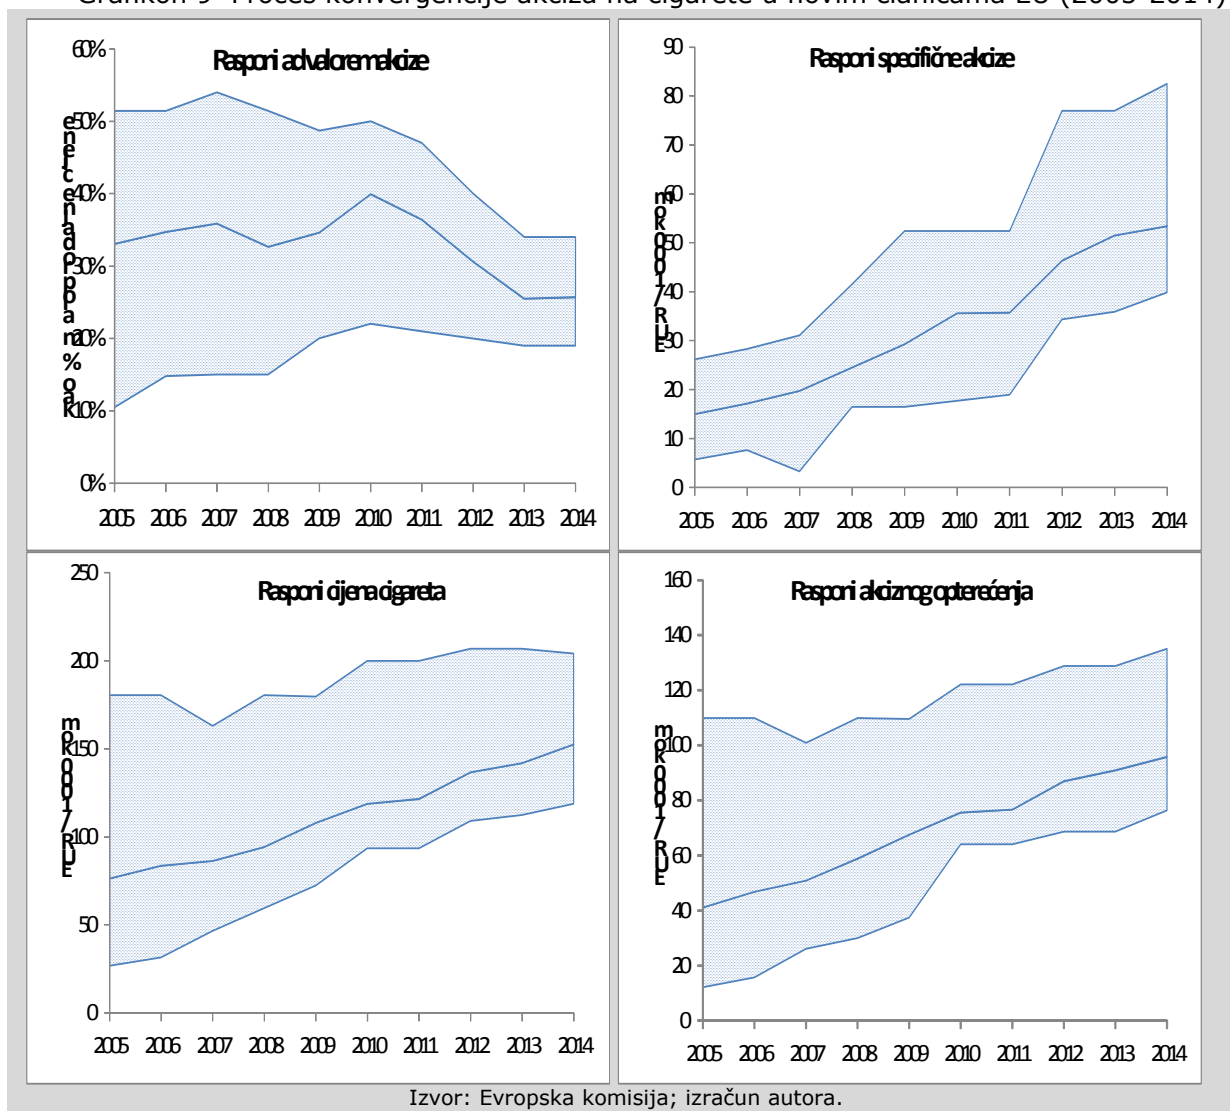 Grafikon 9 Proces konvergencije akciza na cigarete u novim članicama EU (2005-2014)
Rasponi ad valorem akcize
kao % maloprodajne cijene
60%
50%
40%
30%
20%
10%
0%
2005 2006 2007 2008 2009 2010 2011 2012 2013 2014
Rasponi specifične akcize
EUR/1000 kom
90
80
70
60
50
40
30
20
10
0
2005 2006 2007 2008 2009 2010 2011 2012 2013 2014
Rasponi cijena cigareta
EUR/1000 kom
250
200
150
100
50
0
2005 2006 2007 2008 2009 2010 2011 2012 2013 2014
Rasponi akciznog opterećenja
EUR/1000 kom
160
140
120
100
80
60
40
20
0
2005 2006 2007 2008 2009 2010 2011 2012 2013 2014
Izvor: Evropska komisija; izračun autora.